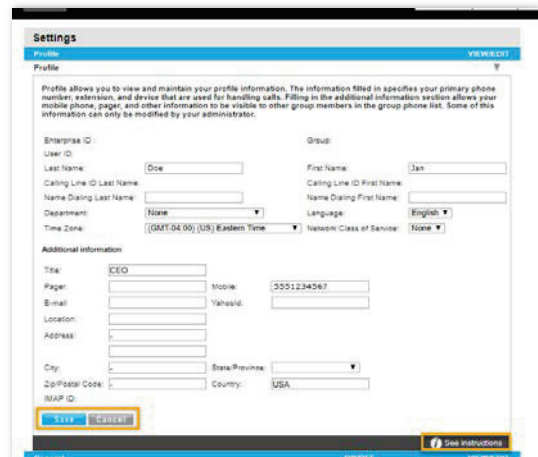 Settings
Profile VIEW/EDIT
Profile
Profile allows you to view and maintain your profile information. The information filled in specifies your primary phone
number, extension, and device that are used for handling calls. Filling in the additional information section allows your
mobile phone, pager, and other information to be visible to other group members in the group phone list. Some of this
information can only be modified by your administrator.
Enterprise ID : Group:
User ID:
Last Name: Doe First Name: Jan
Calling Line ID Last Name: Calling Line ID First Name:
Name Dialing Last Name: Name Dialing First Name:
Department: None Language: English
Time Zone: (GMT-04:00) (US) Eastern Time Network Class of Service: None
Additional information
Title: CEO
Pager: Mobile: 5551234567
E-mail YahooId:
Location:
Address: -
City: - State/Province:
Zip/Postal Code: - Country: USA
IMAP ID:
Save Cancel
See instructions